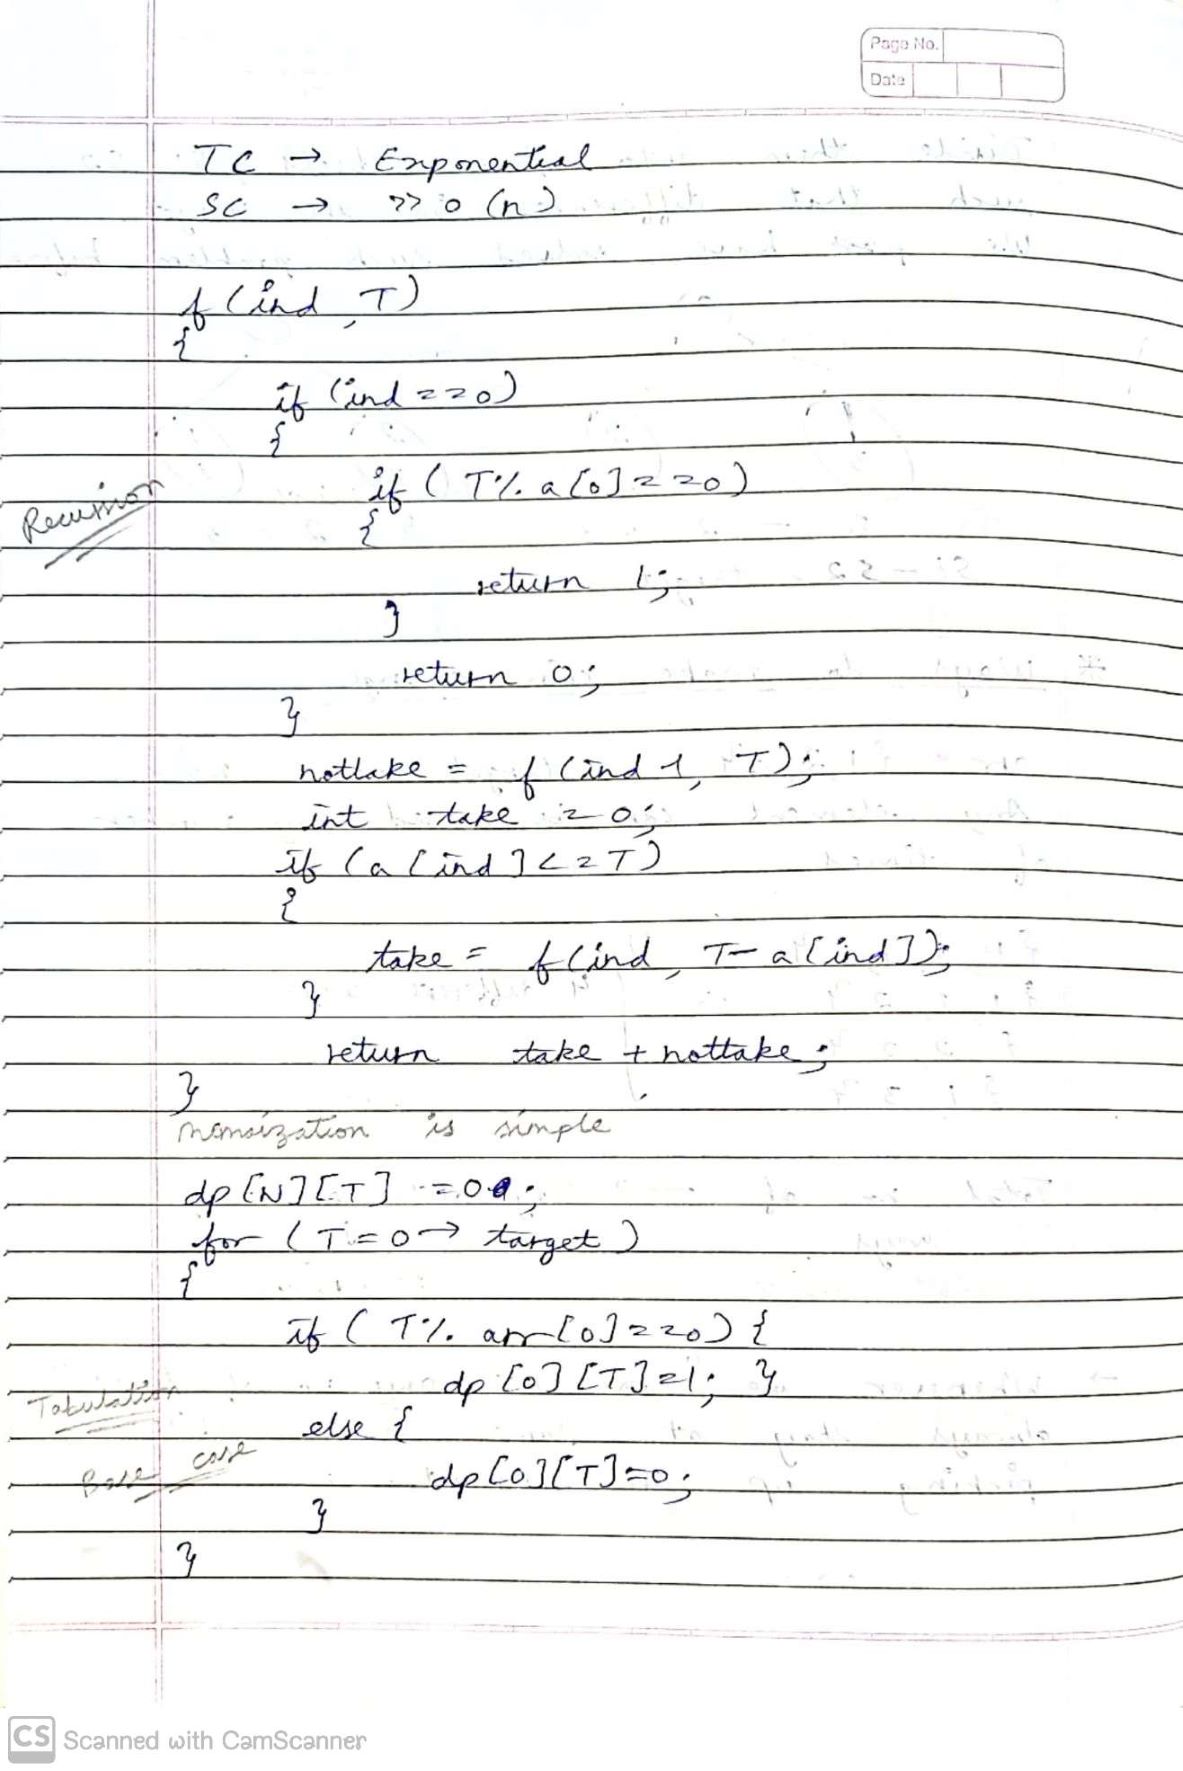 Page No.
Date
TC → Exponential
SC → >> O(n)
f(ind, T)
{
if (ind==0)
{
Recursion
if (T% a[0]==0)
{
return 1;
}
return 0;
}
nottake = f(ind-1, T);
int take = 0;
if (a[ind]<=T)
{
take = f(ind, T-a[ind]);
}
return take + nottake;
}
memoization is simple
dp[N][T] = 0;
for (T=0→ target)
{
if (T% arr[0]==0) {
dp[0][T]=1; }
Tabulation
else {
Base case
dp[0][T]=0;
}
}
CS Scanned with CamScanner